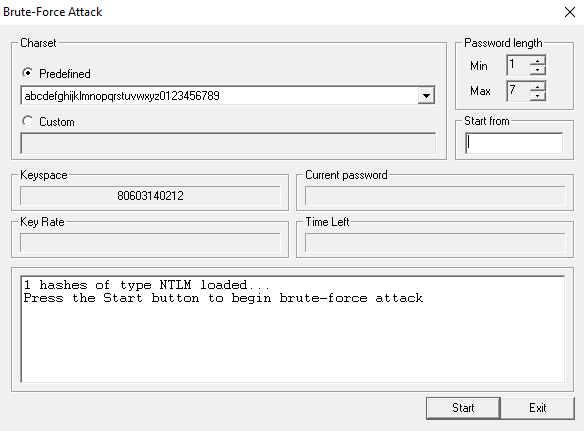 Brute-Force Attack
Charset
Predefined
abcdefghijklmnopqrstuvwxyz0123456789
Custom
Password length
Min 1
Max 7
Start from
Keyspace
80603140212
Current password
Key Rate
Time Left
1 hashes of type NTLM loaded...
Press the Start button to begin brute-force attack
Start
Exit